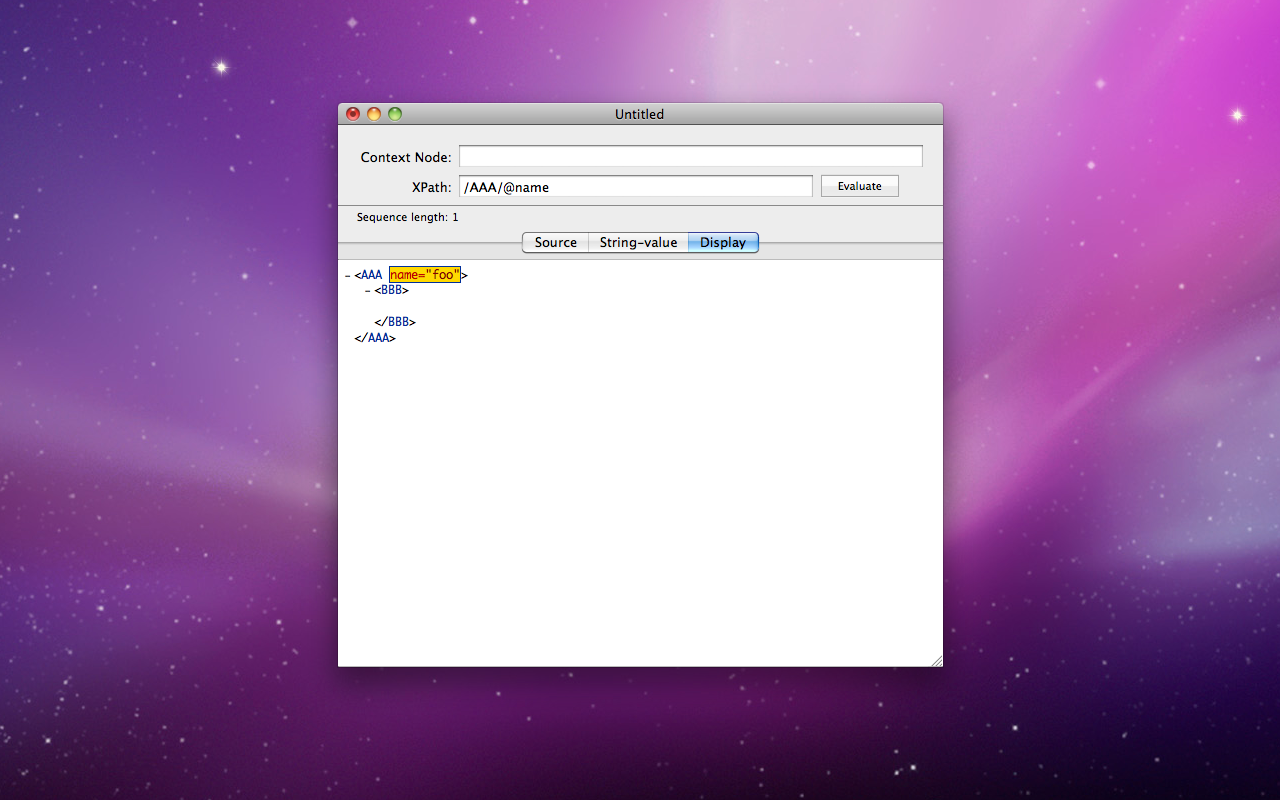 Untitled
Context Node:
XPath: /AAA/@name Evaluate
Sequence length: 1
Source String-value Display
– <AAA name="foo">
– <BBB>
</BBB>
</AAA>